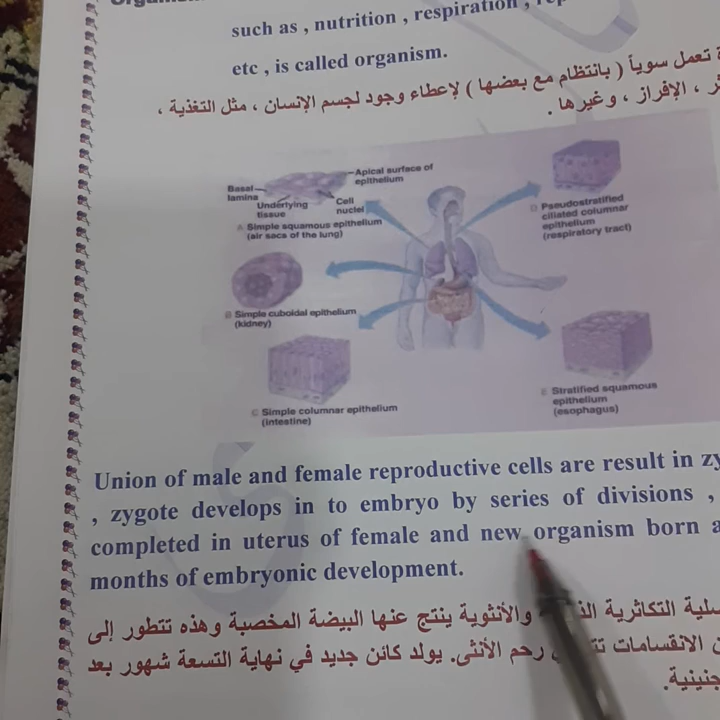 such as , nutrition , respiration ,
etc , is called organism.
تعمل سوياً ( بانتظام مع بعضها ) لإعطاء وجود لجسم الإنسان ، مثل التغذية ،
، الإفراز ، وغيرها .
Apical surface of
epithelium
Basal
lamina
Underlying
tissue
Cell
nuclei
A Simple squamous epithelium
(air sacs of the lung)
D Pseudostratified
ciliated columnar
epithelium
(respiratory tract)
B Simple cuboidal epithelium
(kidney)
C Simple columnar epithelium
(intestine)
E Stratified squamous
epithelium
(esophagus)
Union of male and female reproductive cells are result in
, zygote develops in to embryo by series of divisions ,
completed in uterus of female and new organism born
months of embryonic development.
التكاثرية والأنثوية ينتج عنها البيضة المخصبة وهذه تتطور إلى
الانقسامات رحم الأنثى. يولد كائن جديد في نهاية التسعة شهور بعد